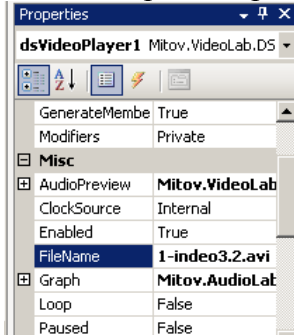 Properties
dsVideoPlayer1 Mitov.VideoLab.DS
GenerateMembe True
Modifiers Private
Misc
AudioPreview Mitov.VideoLab
ClockSource Internal
Enabled True
FileName 1-indeo3.2.avi
Graph Mitov.AudioLab
Loop False
Paused False